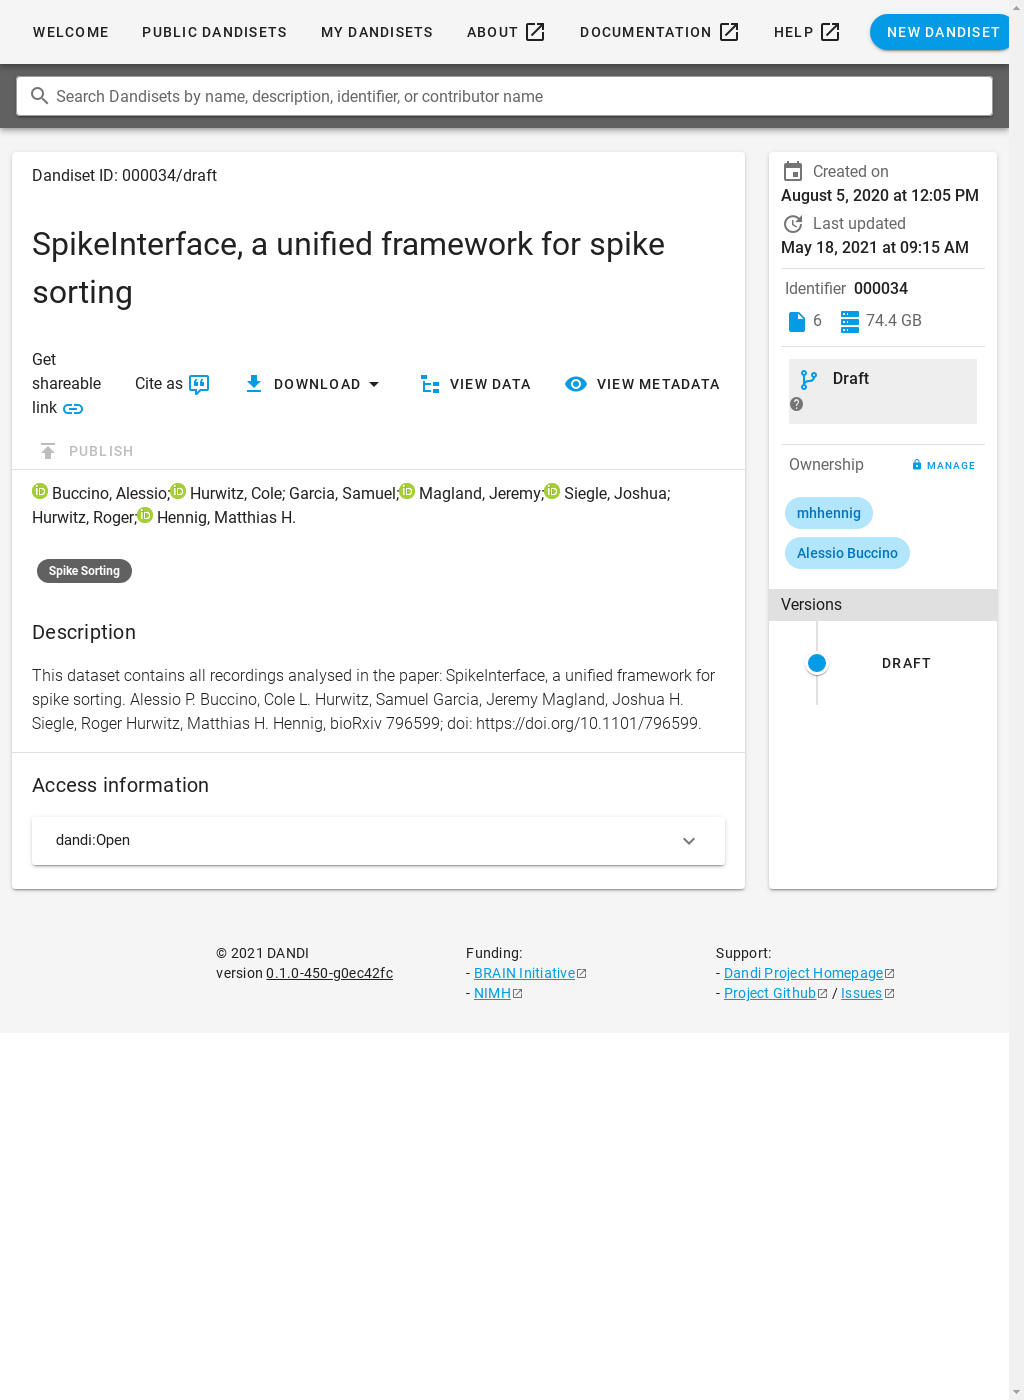 WELCOME PUBLIC DANDISETS MY DANDISETS ABOUT DOCUMENTATION HELP NEW DANDISET
Search Dandisets by name, description, identifier, or contributor name
Dandiset ID: 000034/draft
SpikeInterface, a unified framework for spike
sorting
Get
shareable
link
Cite as
DOWNLOAD
VIEW DATA
VIEW METADATA
PUBLISH
iD Buccino, Alessio; iD Hurwitz, Cole; Garcia, Samuel; iD Magland, Jeremy; iD Siegle, Joshua;
Hurwitz, Roger; iD Hennig, Matthias H.
Spike Sorting
Description
This dataset contains all recordings analysed in the paper: SpikeInterface, a unified framework for
spike sorting. Alessio P. Buccino, Cole L. Hurwitz, Samuel Garcia, Jeremy Magland, Joshua H.
Siegle, Roger Hurwitz, Matthias H. Hennig, bioRxiv 796599; doi: https://doi.org/10.1101/796599.
Access information
dandi:Open
Created on
August 5, 2020 at 12:05 PM
Last updated
May 18, 2021 at 09:15 AM
Identifier 000034
6 74.4 GB
Draft
?
Ownership MANAGE
mhhennig
Alessio Buccino
Versions
DRAFT
© 2021 DANDI
version 0.1.0-450-g0ec42fc
Funding:
- BRAIN Initiative
- NIMH
Support:
- Dandi Project Homepage
- Project Github / Issues